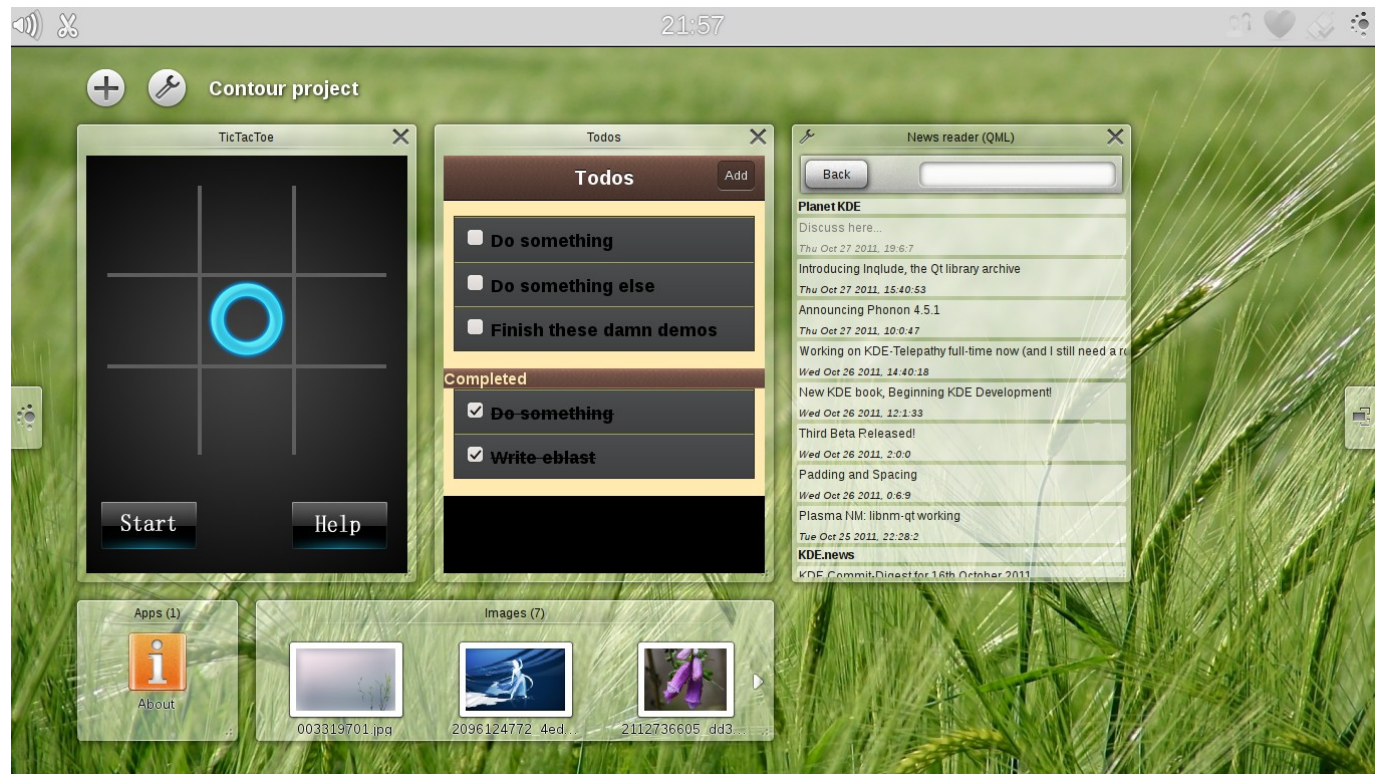 21:57
Contour project
TicTacToe
Start
Help
Todos
Todos
Add
Do something
Do something else
Finish these damn demos
Completed
Do something
Write eblast
News reader (QML)
Back
Planet KDE
Discuss here...
Thu Oct 27 2011, 19:6:7
Introducing Inqlude, the Qt library archive
Thu Oct 27 2011, 15:40:53
Announcing Phonon 4.5.1
Thu Oct 27 2011, 10:0:47
Working on KDE-Telepathy full-time now (and I still need a
Wed Oct 26 2011, 14:40:18
New KDE book, Beginning KDE Development!
Wed Oct 26 2011, 12:1:33
Third Beta Released!
Wed Oct 26 2011, 2:0:0
Padding and Spacing
Wed Oct 26 2011, 0:6:9
Plasma NM: libnm-qt working
Tue Oct 25 2011, 22:28:2
KDE.news
KDE Commit-Digest for 16th October 2011
Apps (1)
About
Images (7)
003319701.jpg
2096124772_4ed...
2112736605_dd3...